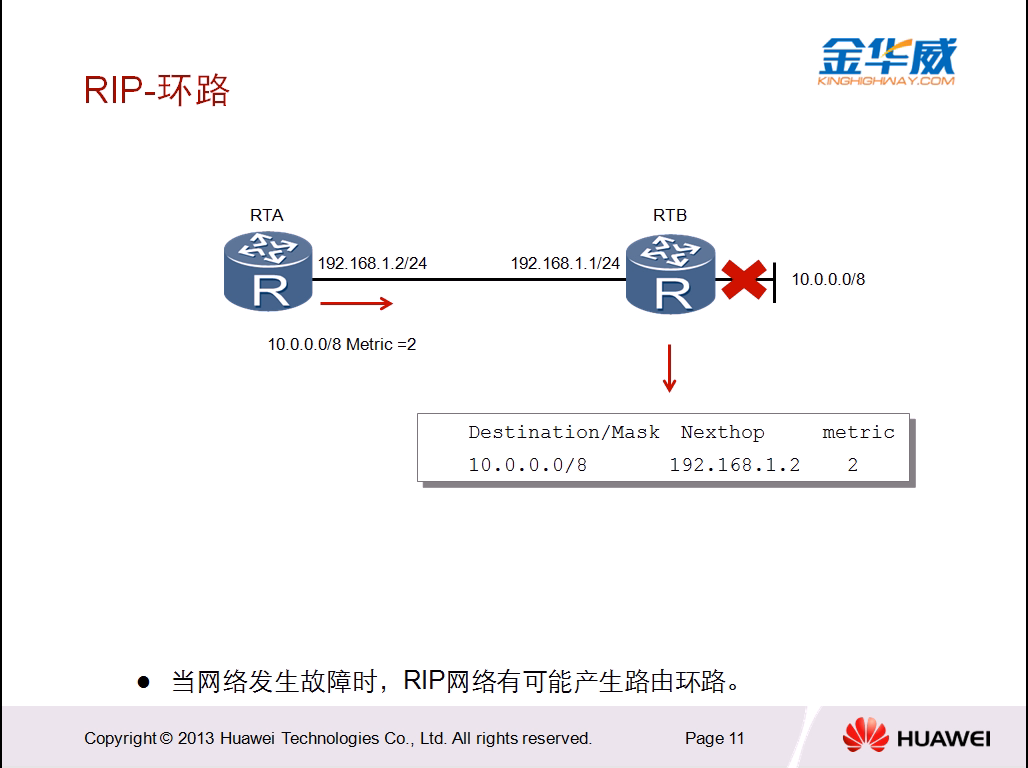 金华威
KINGHIGHWAY.COM
RIP-环路
RTA
RTB
192.168.1.2/24
192.168.1.1/24
R
R
10.0.0.0/8
10.0.0.0/8 Metric =2
Destination/Mask Nexthop metric
10.0.0.0/8 192.168.1.2 2
● 当网络发生故障时，RIP网络有可能产生路由环路。
Copyright © 2013 Huawei Technologies Co., Ltd. All rights reserved.
Page 11
HUAWEI